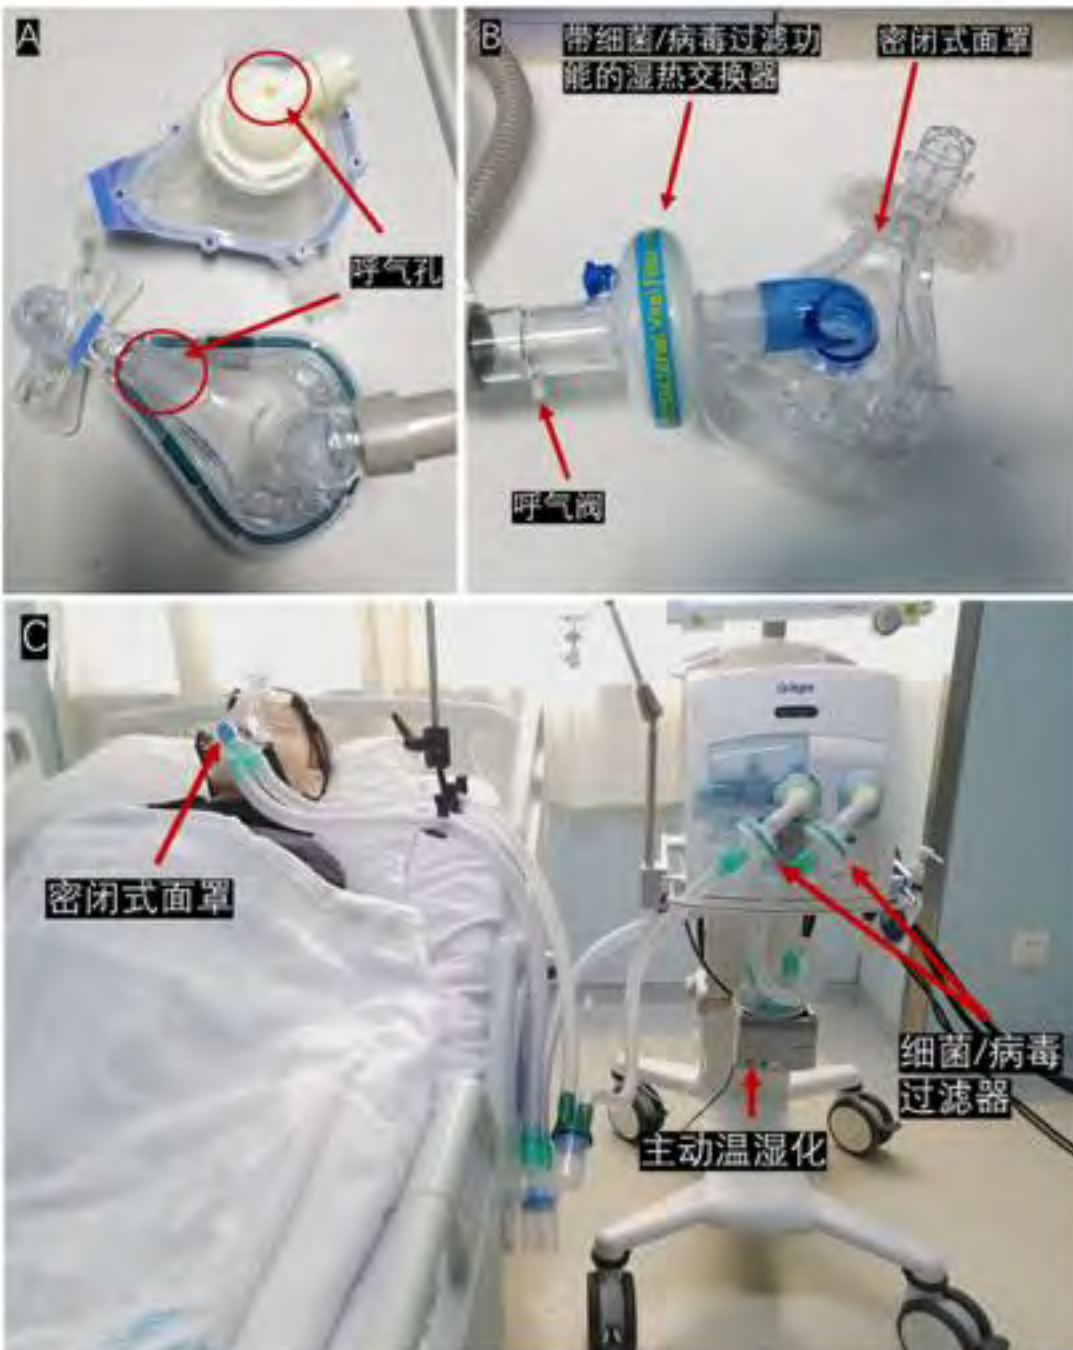 A
呼气孔
B
带细菌/病毒过滤功
能的湿热交换器
密闭式面罩
呼气阀
C
Dräger
密闭式面罩
细菌/病毒
过滤器
主动温湿化